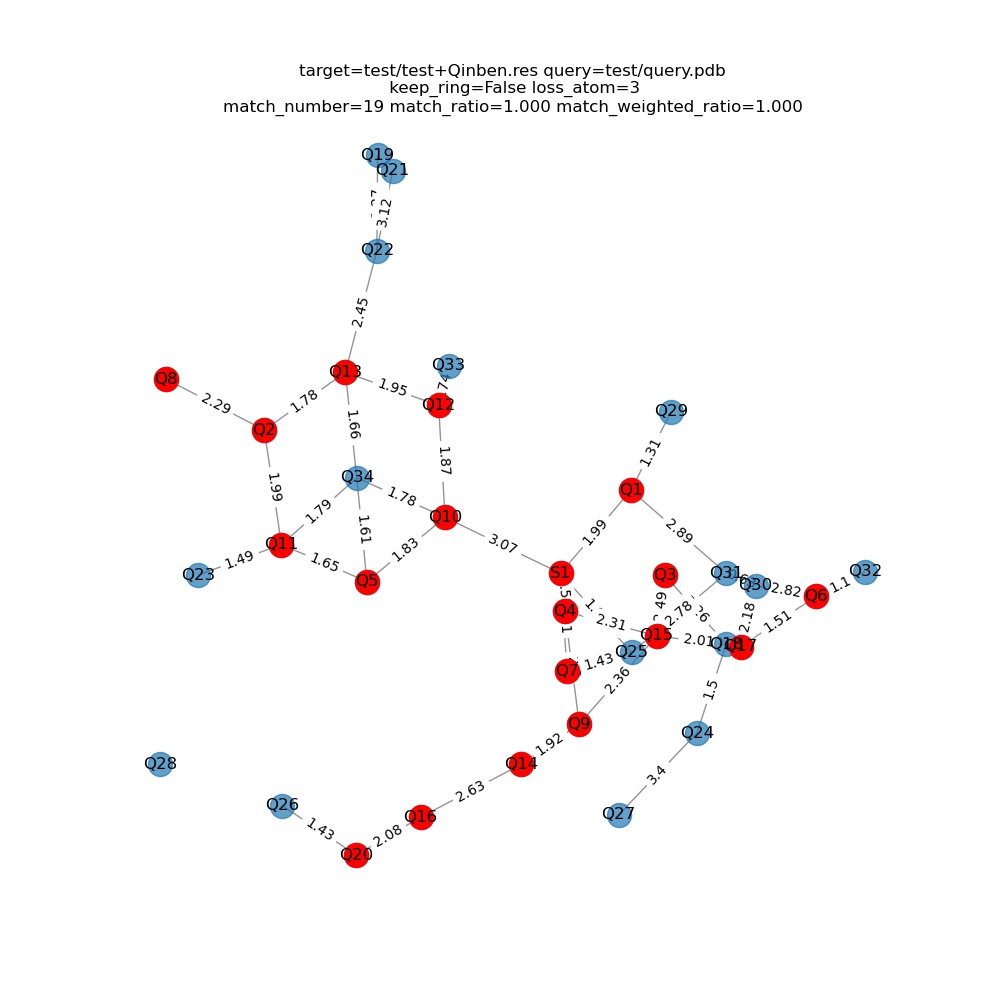 target=test/test+Qinben.res query=test/query.pdb
keep_ring=False loss_atom=3
match_number=19 match_ratio=1.000 match_weighted_ratio=1.000
Q19
Q21
3.12
Q22
2.45
Q33
Q13
Q8
1.95
2.29
1.78
Q12
Q29
1.66
Q2
1.31
1.87
Q34
1.99
1.78
Q1
1.79
Q10
1.61
1.99
2.89
Q11
1.83
3.07
1.49
1.65
Q23
Q5
S1
Q3
Q31
Q30
2.82
1.1
Q32
Q6
Q4
2.31
2.78
2.18
1.51
Q15
2.01
Q17
Q25
1.43
Q7
2.36
1.5
Q9
Q24
1.92
Q28
Q14
3.4
2.63
Q26
Q16
Q27
1.43
2.08
Q20